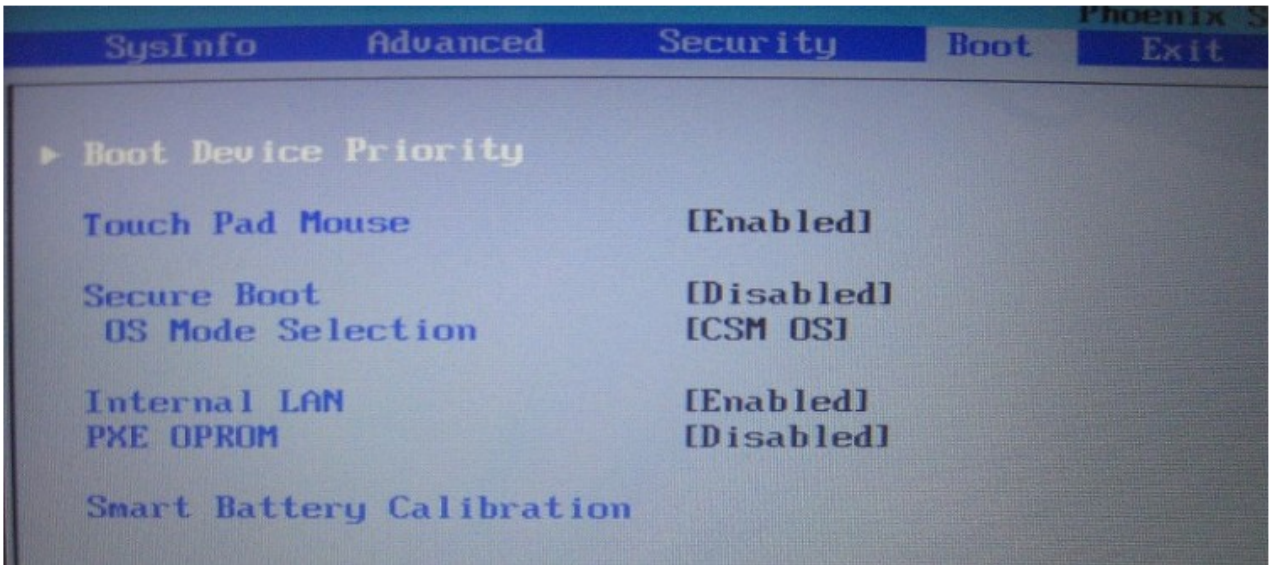 Phoenix S
SysInfo Advanced Security Boot Exit
Boot Device Priority
Touch Pad Mouse [Enabled]
Secure Boot [Disabled]
OS Mode Selection [CSM OS]
Internal LAN [Enabled]
PXE OPROM [Disabled]
Smart Battery Calibration